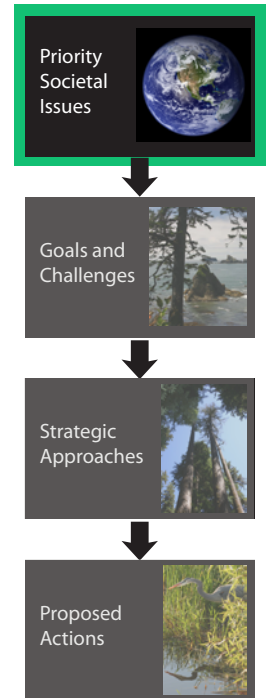 Priority
Societal
Issues
Goals and
Challenges
Strategic
Approaches
Proposed
Actions